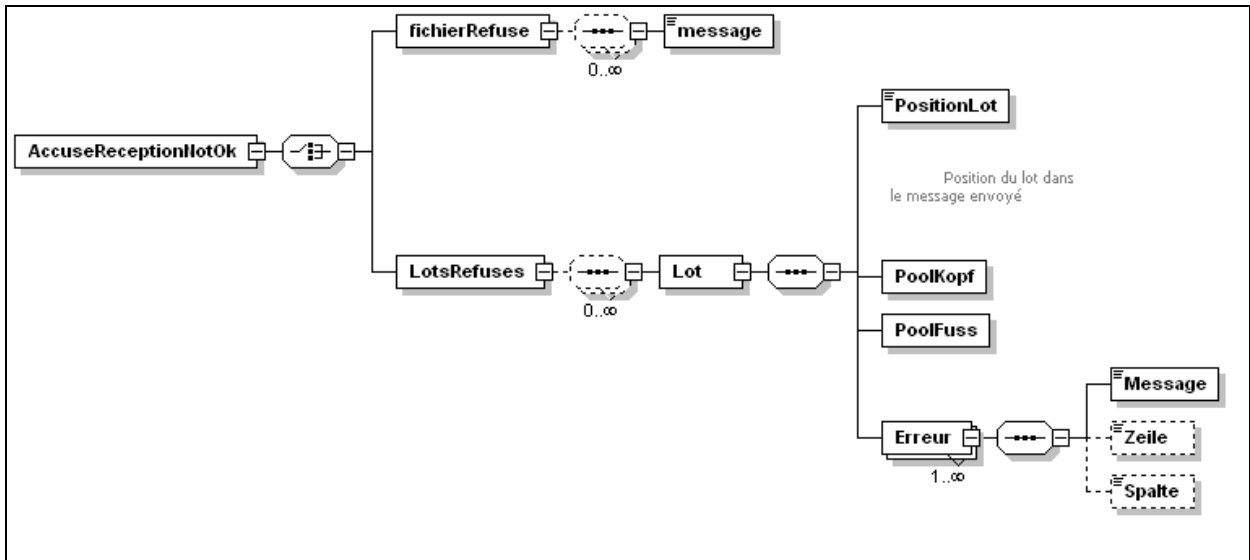 fichierRefuse
message
0..∞
PositionLot
AccuseReceptionNotOk
Position du lot dans
le message envoyé
LotsRefuses
Lot
0..∞
PoolKopf
PoolFuss
Message
Erreur
Zeile
1..∞
Spalte